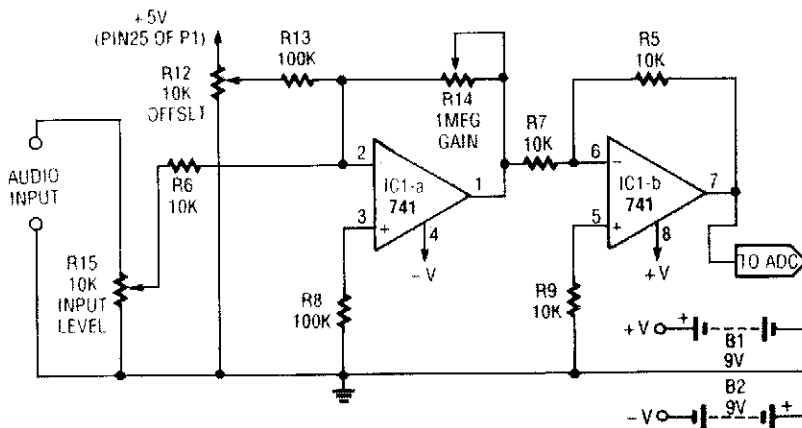 +5V
(PIN25 OF P1)
R12
10K
OFFSLT
R13
100K
R14
1MEG
GAIN
R5
10K
R7
10K
AUDIO
INPUT
R6
10K
2
3
IC1-a
741
1
4
-V
6
5
IC1-b
741
7
8
+V
TO ADC
R15
10K
INPUT
LEVEL
R8
100K
R9
10K
+V
+
B1
9V
B2
-V
9V
+